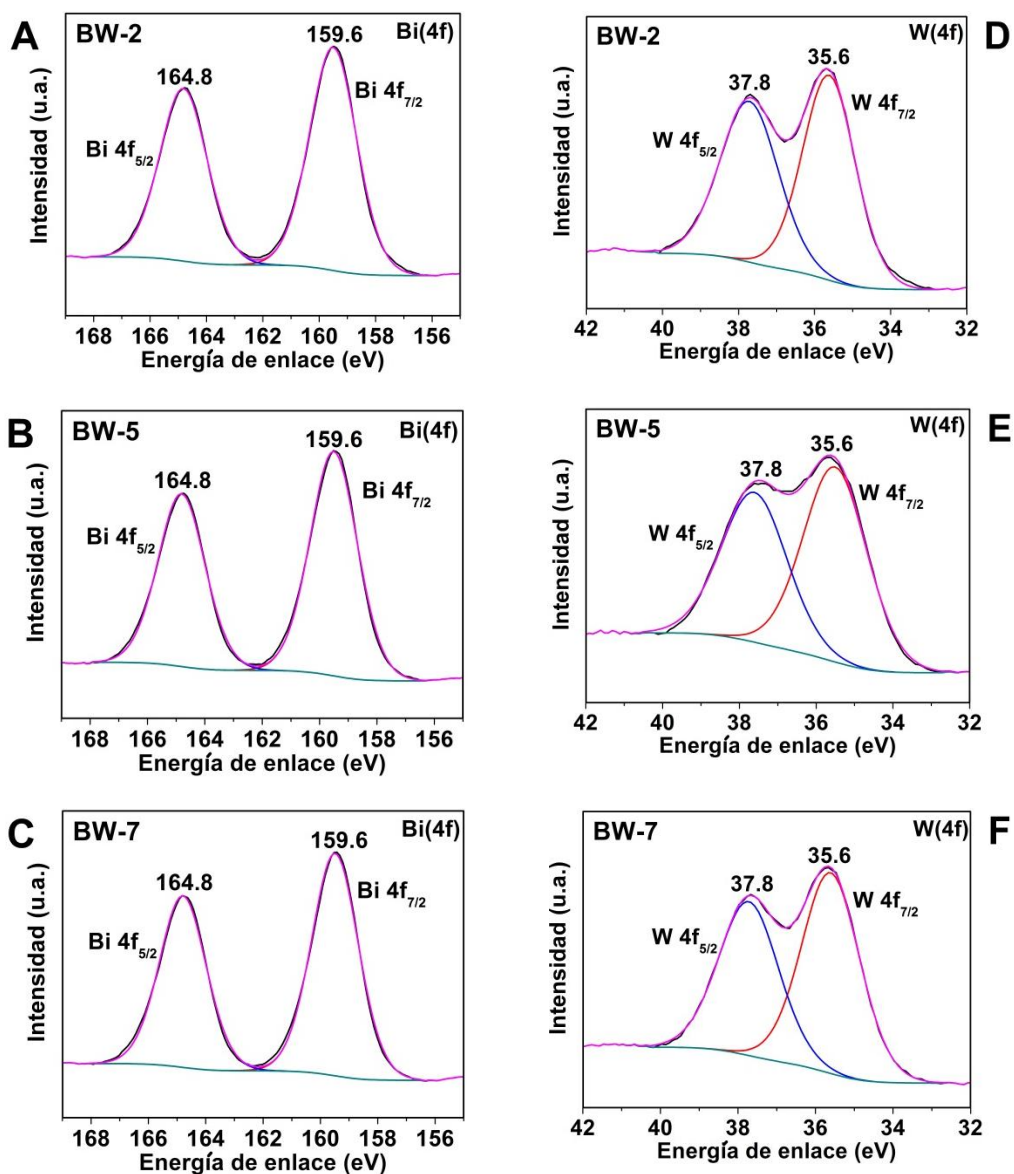 A
BW-2
Bi(4f)
159.6
164.8
Bi 4f7/2
Bi 4f5/2
Intensidad (u.a.)
168 166 164 162 160 158 156
Energía de enlace (eV)
D
BW-2
W(4f)
35.6
37.8
W 4f7/2
W 4f5/2
Intensidad (u.a.)
42 40 38 36 34 32
Energía de enlace (eV)
B
BW-5
Bi(4f)
159.6
164.8
Bi 4f7/2
Bi 4f5/2
Intensidad (u.a.)
168 166 164 162 160 158 156
Energía de enlace (eV)
E
BW-5
W(4f)
35.6
37.8
W 4f7/2
W 4f5/2
Intensidad (u.a.)
42 40 38 36 34 32
Energía de enlace (eV)
C
BW-7
Bi(4f)
159.6
164.8
Bi 4f7/2
Bi 4f5/2
Intensidad (u.a.)
168 166 164 162 160 158 156
Energía de enlace (eV)
F
BW-7
W(4f)
35.6
37.8
W 4f7/2
W 4f5/2
Intensidad (u.a.)
42 40 38 36 34 32
Energía de enlace (eV)